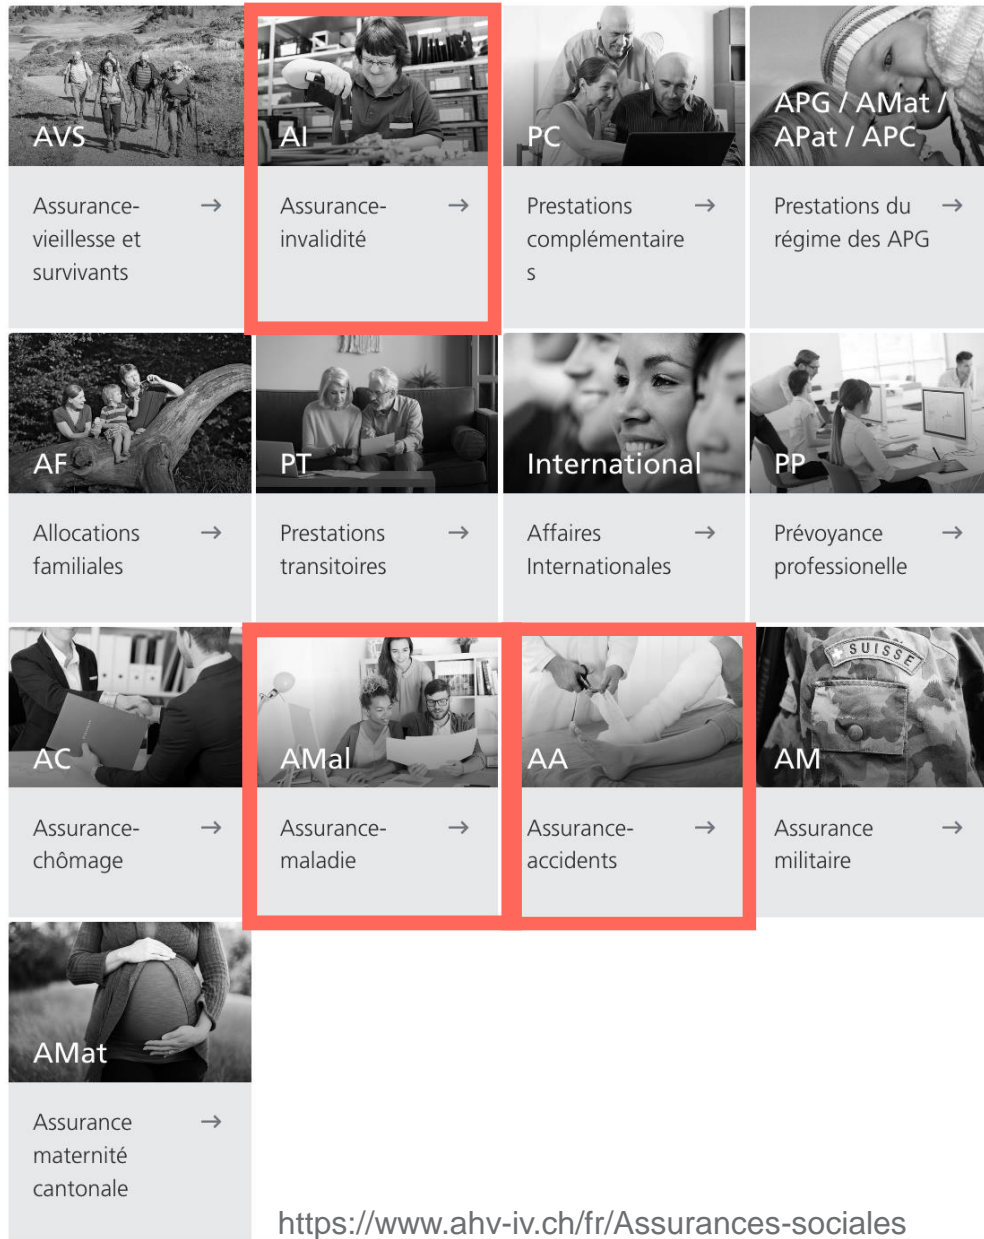 AVS
Assurance-
vieillesse et
survivants
AI
Assurance-
invalidité
PC
Prestations
complémentaire
s
APG / AMat /
APat / APC
Prestations du
régime des APG
AF
Allocations
familiales
PT
Prestations
transitoires
International
Affaires
Internationales
PP
Prévoyance
professionelle
AC
Assurance-
chômage
AMal
Assurance-
maladie
AA
Assurance-
accidents
SUISSE
AM
Assurance
militaire
AMat
Assurance
maternité
cantonale
https://www.ahv-iv.ch/fr/Assurances-sociales